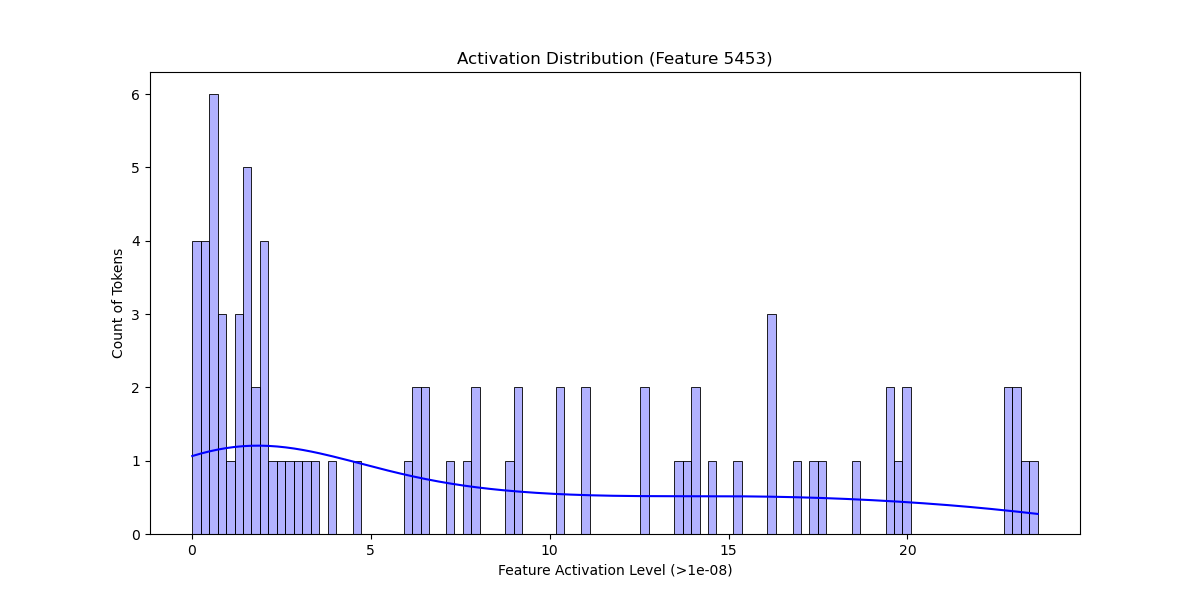 Activation Distribution (Feature 5453)
6
5
4
3
2
1
0
Count of Tokens
0 5 10 15 20
Feature Activation Level (>1e-08)